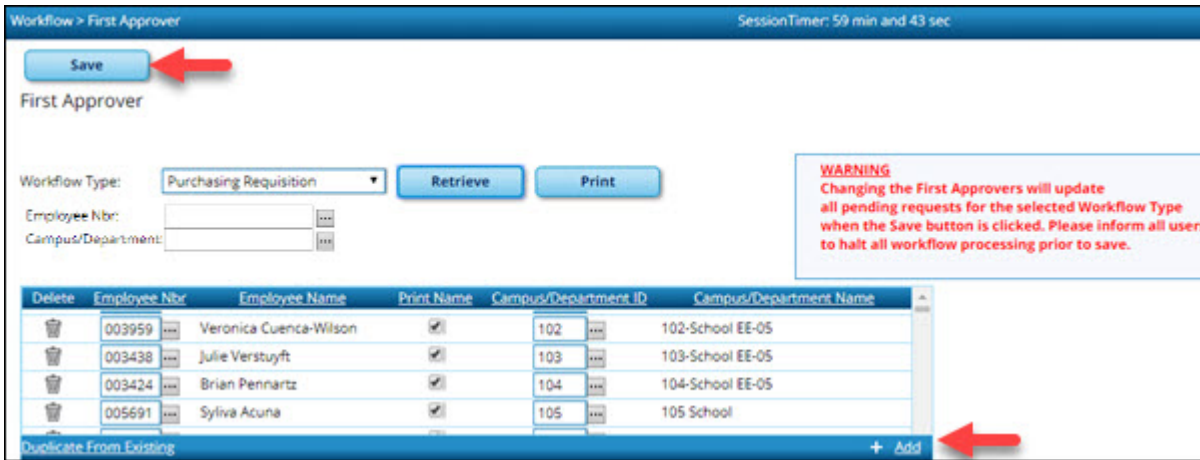 Workflow > First Approver SessionTimer: 59 min and 43 sec
Save
First Approver
Workflow Type: Purchasing Requisition Retrieve Print
Employee Nbr: ...
Campus/Department: ...
WARNING
Changing the First Approvers will update
all pending requests for the selected Workflow Type
when the Save button is clicked. Please inform all user
to halt all workflow processing prior to save.
Delete Employee Nbr Employee Name Print Name Campus/Department ID Campus/Department Name
003959 ... Veronica Cuenca-Wilson 102 ... 102-School EE-05
003438 ... Julie Verstuyft 103 ... 103-School EE-05
003424 ... Brian Pennartz 104 ... 104-School EE-05
005691 ... Syliva Acuna 105 ... 105 School
Duplicate From Existing + Add